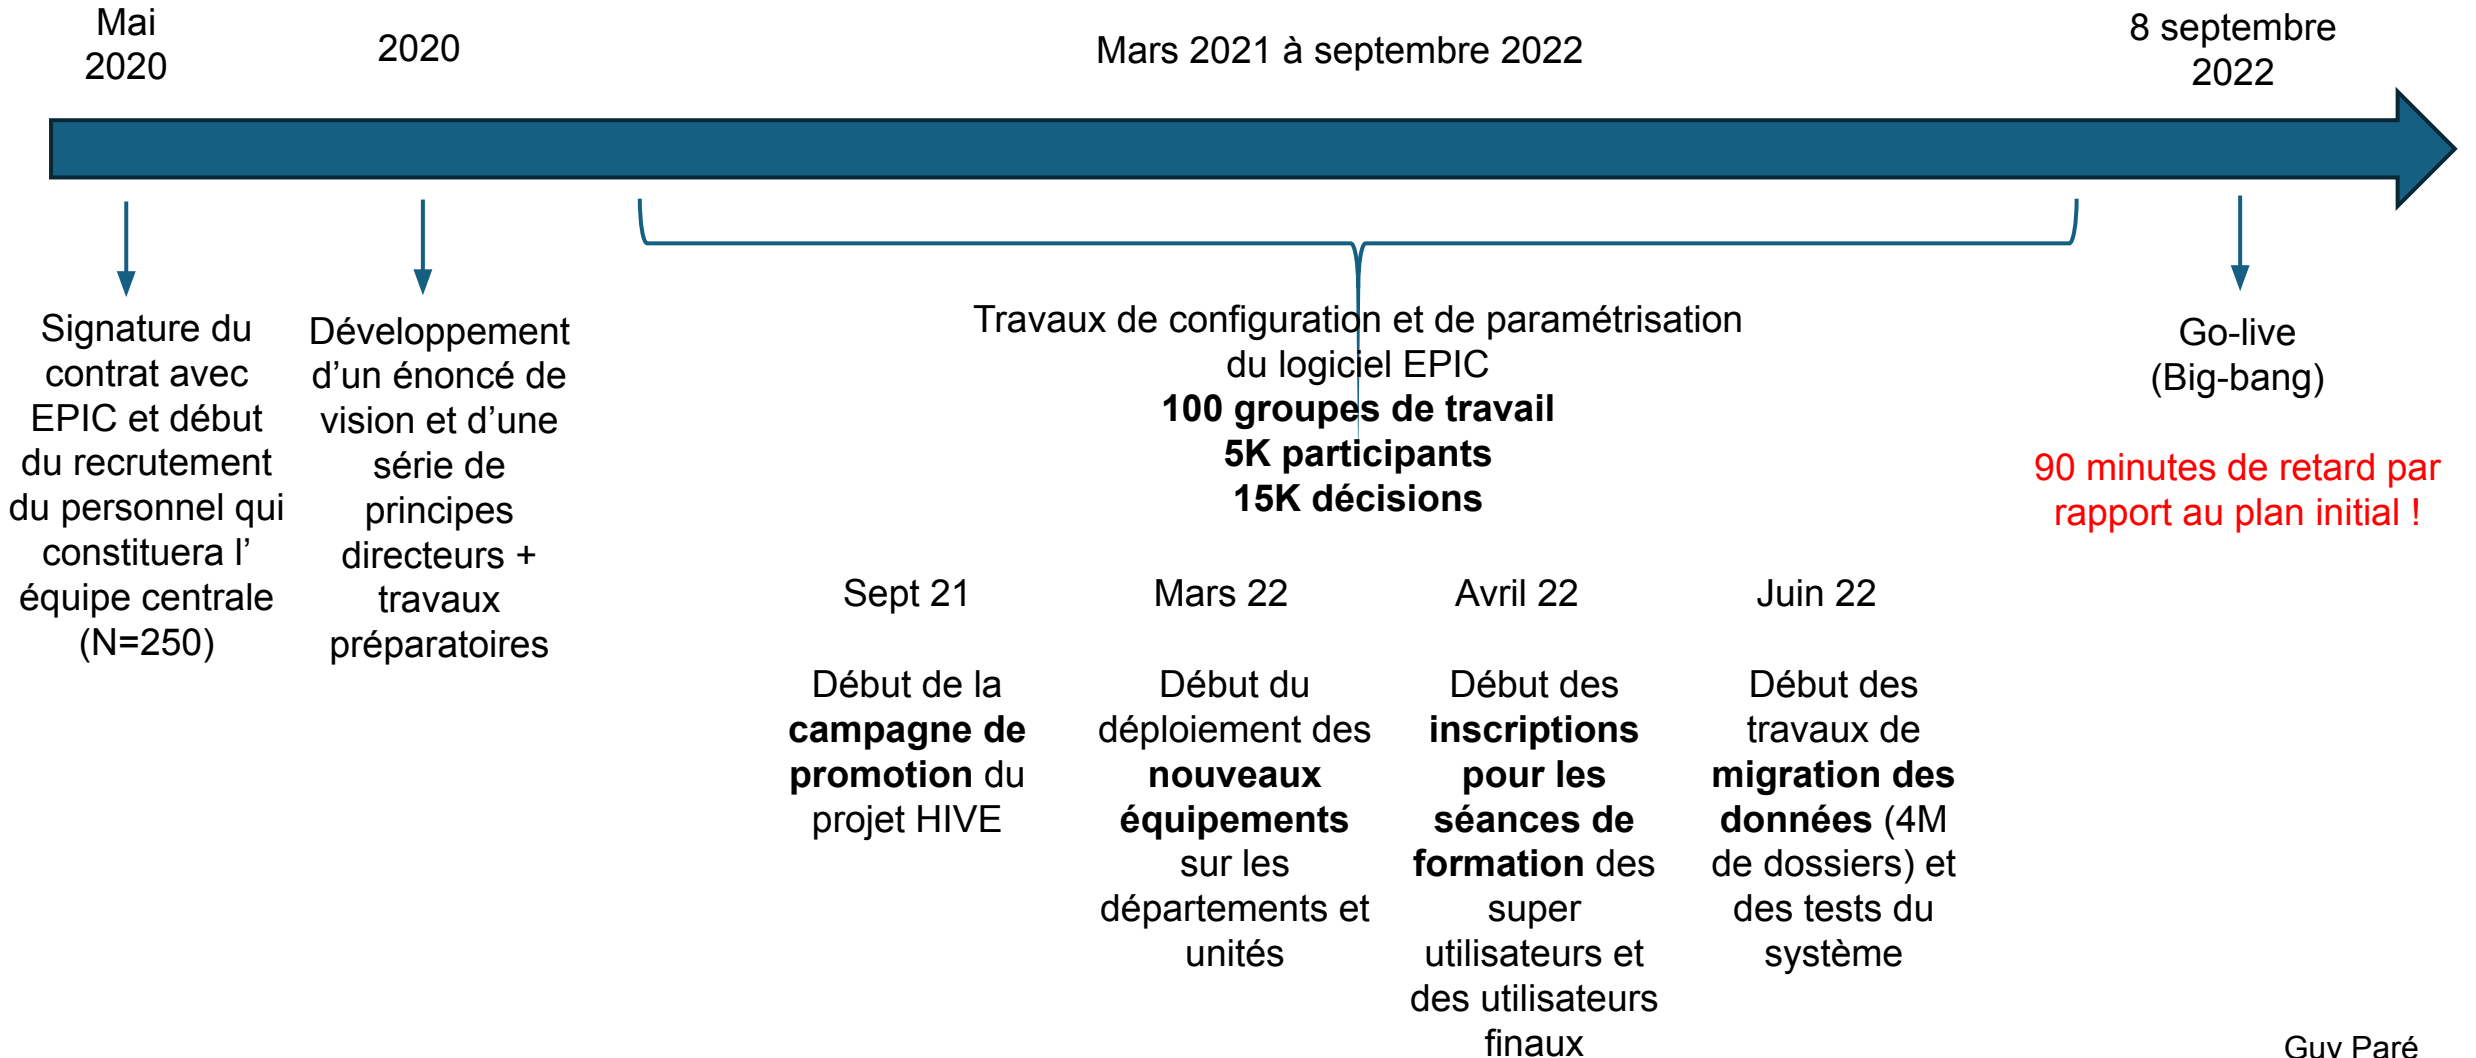 Mai
2020
2020
Mars 2021 à septembre 2022
8 septembre
2022
Signature du
contrat avec
EPIC et début
du recrutement
du personnel qui
constituera l’
équipe centrale
(N=250)
Développement
d’un énoncé de
vision et d’une
série de
principes
directeurs +
travaux
préparatoires
Travaux de configuration et de paramétrisation
du logiciel EPIC
100 groupes de travail
5K participants
15K décisions
Go-live
(Big-bang)
90 minutes de retard par
rapport au plan initial !
Sept 21
Début de la
campagne de
promotion du
projet HIVE
Mars 22
Début du
déploiement des
nouveaux
équipements
sur les
départements et
unités
Avril 22
Début des
inscriptions
pour les
séances de
formation des
super
utilisateurs et
des utilisateurs
finaux
Juin 22
Début des
travaux de
migration des
données (4M
de dossiers) et
des tests du
système
Guy Paré